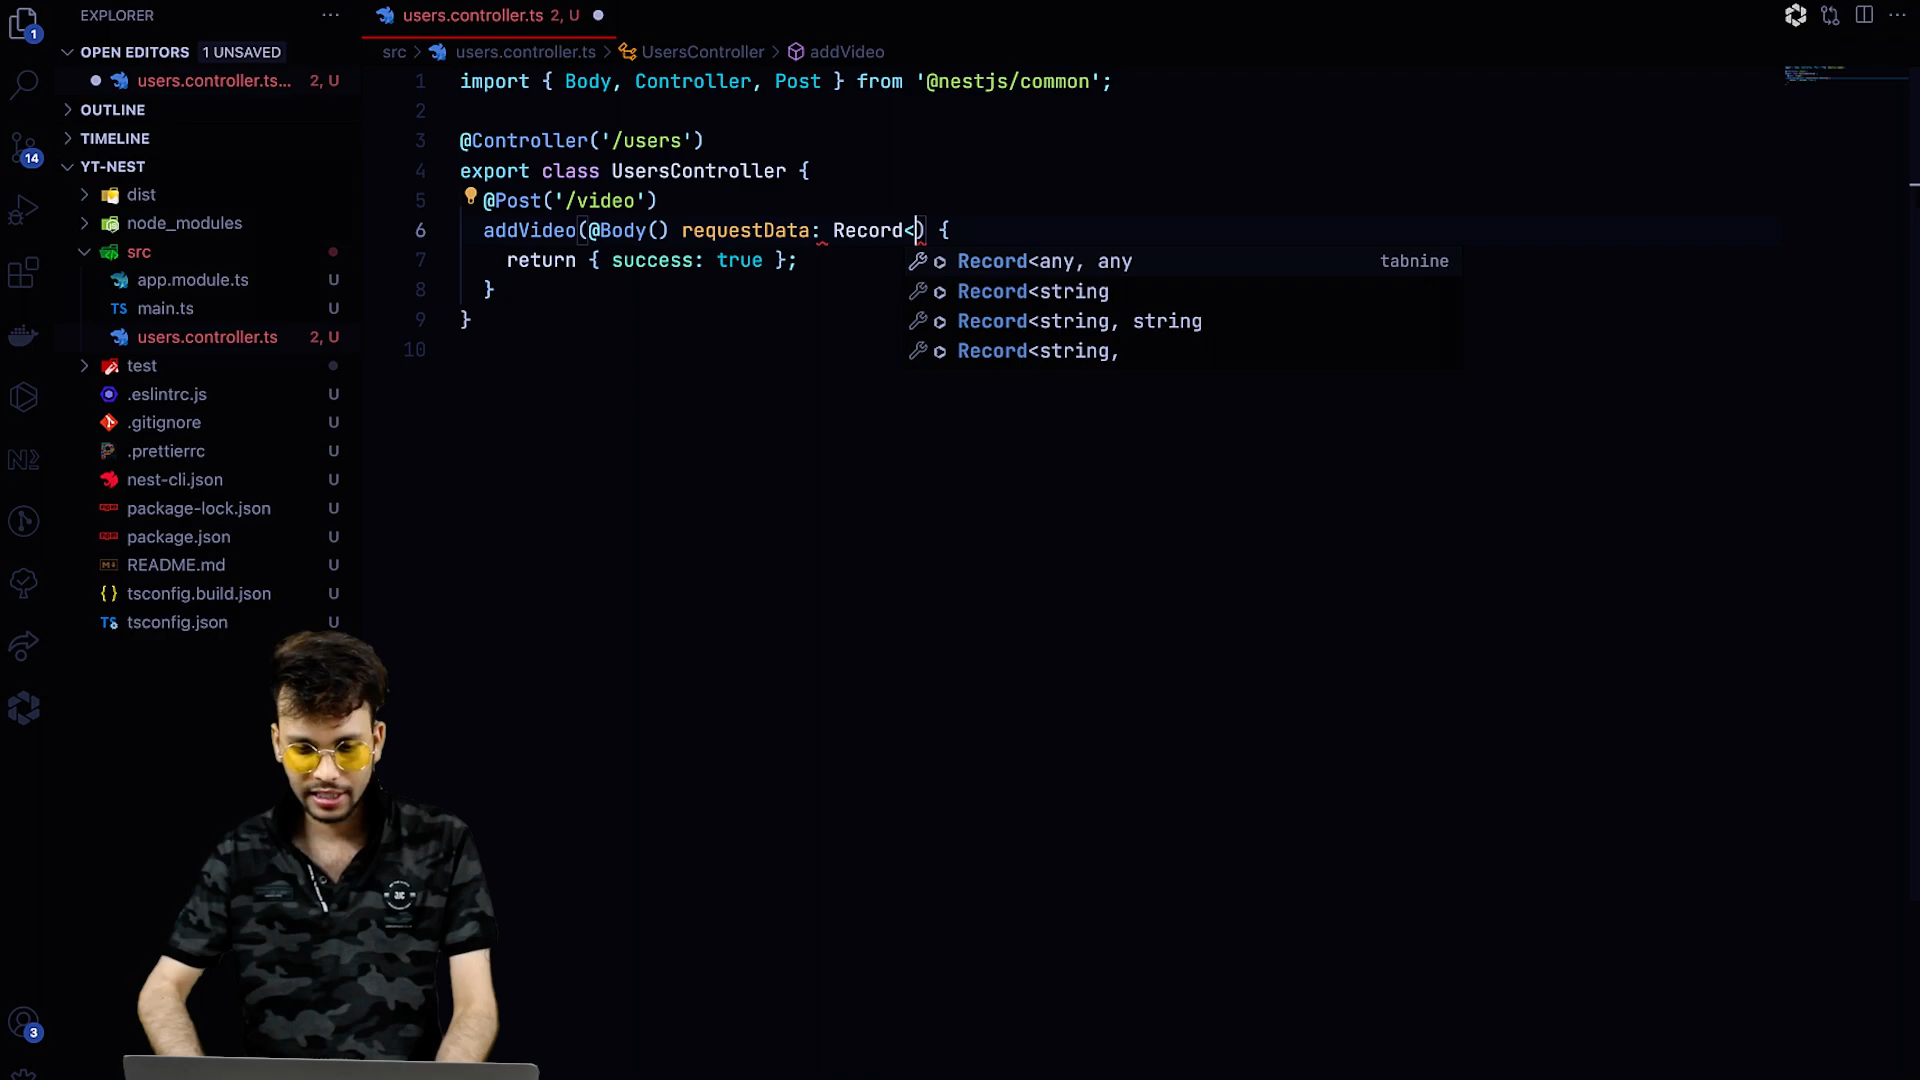 EXPLORER
OPEN EDITORS 1 UNSAVED
users.controller.ts... 2, U
OUTLINE
TIMELINE
YT-NEST
dist
node_modules
src
app.module.ts U
main.ts U
users.controller.ts 2, U
test
.eslintrc.js U
.gitignore U
.prettierrc U
nest-cli.json U
package-lock.json U
package.json U
README.md U
tsconfig.build.json U
tsconfig.json U
1
14
3
users.controller.ts 2, U
src > users.controller.ts > UsersController > addVideo
1 import { Body, Controller, Post } from '@nestjs/common';
2
3 @Controller('/users')
4 export class UsersController {
5 @Post('/video')
6 addVideo(@Body() requestData: Record<) {
7 return { success: true };
8 }
9 }
10
Record<any, any tabnine
Record<string
Record<string, string
Record<string,